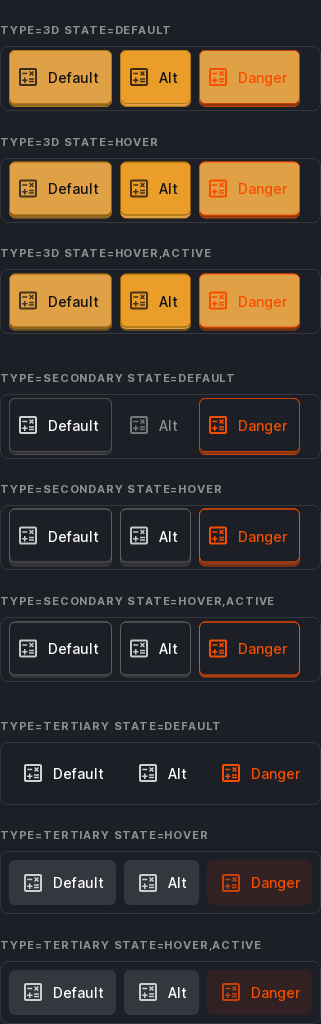 TYPE=3D STATE=DEFAULT
Default Alt Danger
TYPE=3D STATE=HOVER
Default Alt Danger
TYPE=3D STATE=HOVER,ACTIVE
Default Alt Danger
TYPE=SECONDARY STATE=DEFAULT
Default Alt Danger
TYPE=SECONDARY STATE=HOVER
Default Alt Danger
TYPE=SECONDARY STATE=HOVER,ACTIVE
Default Alt Danger
TYPE=TERTIARY STATE=DEFAULT
Default Alt Danger
TYPE=TERTIARY STATE=HOVER
Default Alt Danger
TYPE=TERTIARY STATE=HOVER,ACTIVE
Default Alt Danger